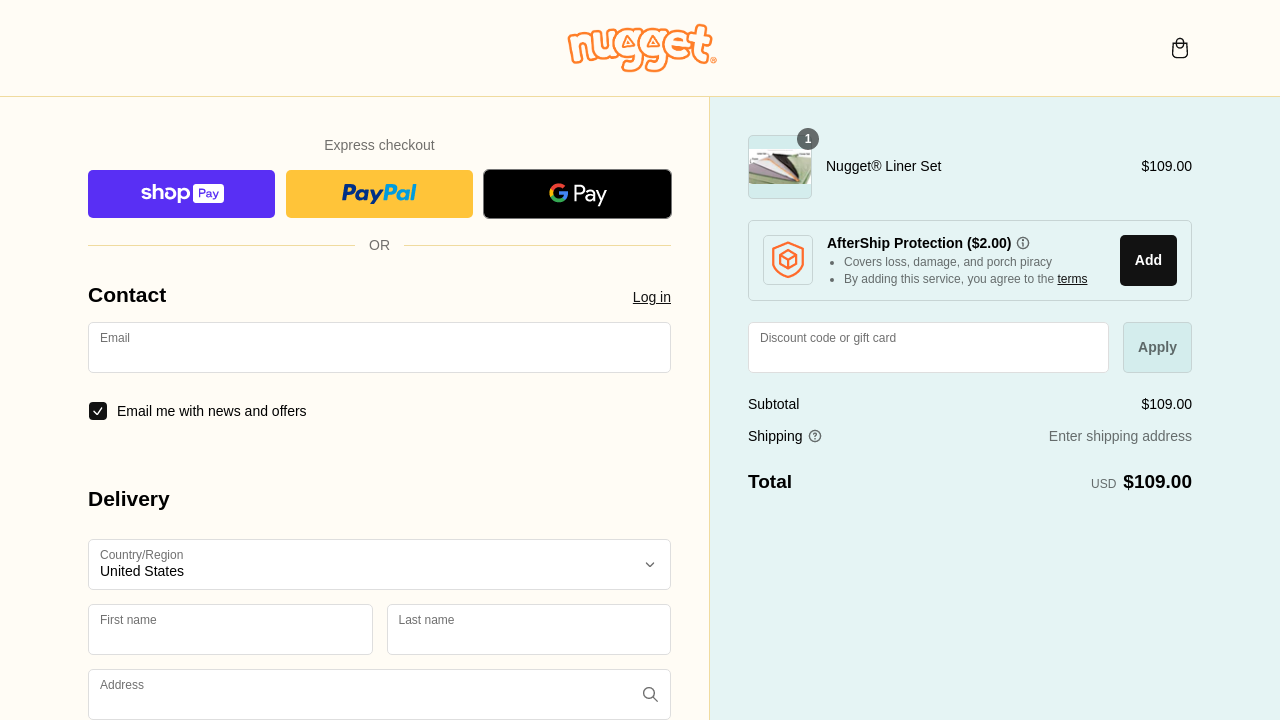 nugget®
Express checkout
shop Pay
PayPal
G Pay
OR
Contact
Log in
Email
Email me with news and offers
Delivery
Country/Region
United States
First name
Last name
Address
1
Nugget® Liner Set
$109.00
AfterShip Protection ($2.00)
• Covers loss, damage, and porch piracy
• By adding this service, you agree to the terms
Add
Discount code or gift card
Apply
Subtotal
$109.00
Shipping
Enter shipping address
Total
USD $109.00